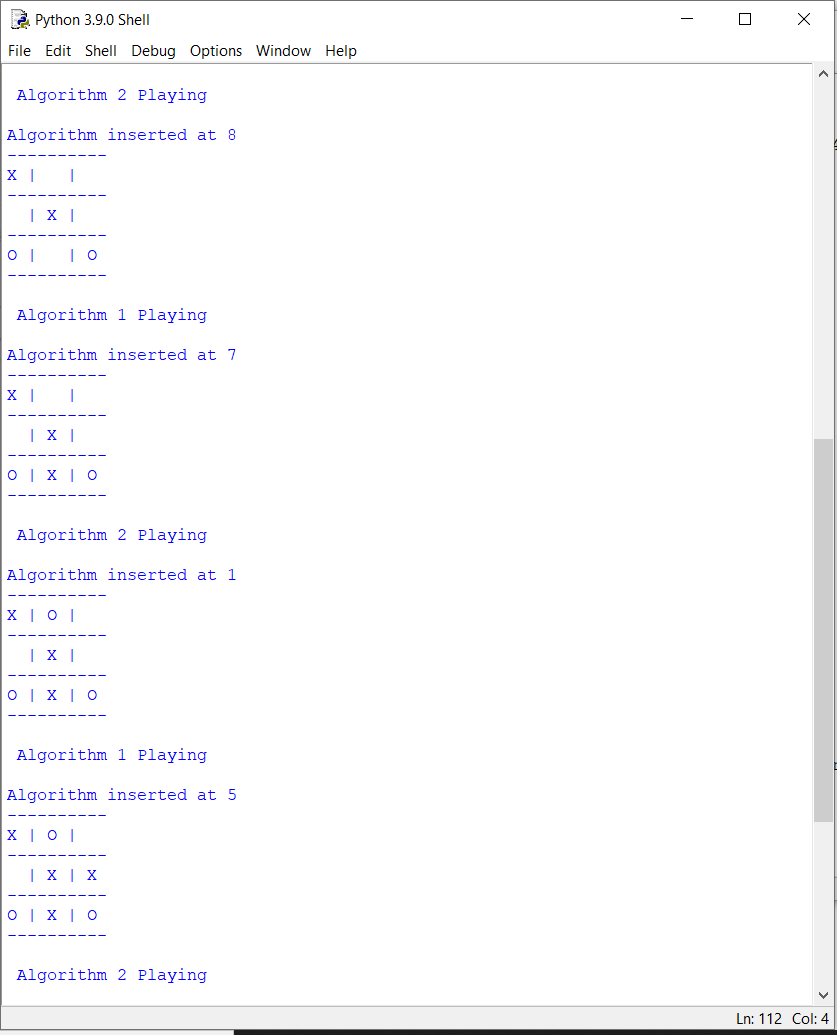 Python 3.9.0 Shell
File Edit Shell Debug Options Window Help
Algorithm 2 Playing
Algorithm inserted at 8
----------
X |   |
----------
  | X |
----------
O |   | O
----------
Algorithm 1 Playing
Algorithm inserted at 7
----------
X |   |
----------
  | X |
----------
O | X | O
----------
Algorithm 2 Playing
Algorithm inserted at 1
----------
X | O |
----------
  | X |
----------
O | X | O
----------
Algorithm 1 Playing
Algorithm inserted at 5
----------
X | O |
----------
  | X | X
----------
O | X | O
----------
Algorithm 2 Playing
Ln: 112 Col: 4